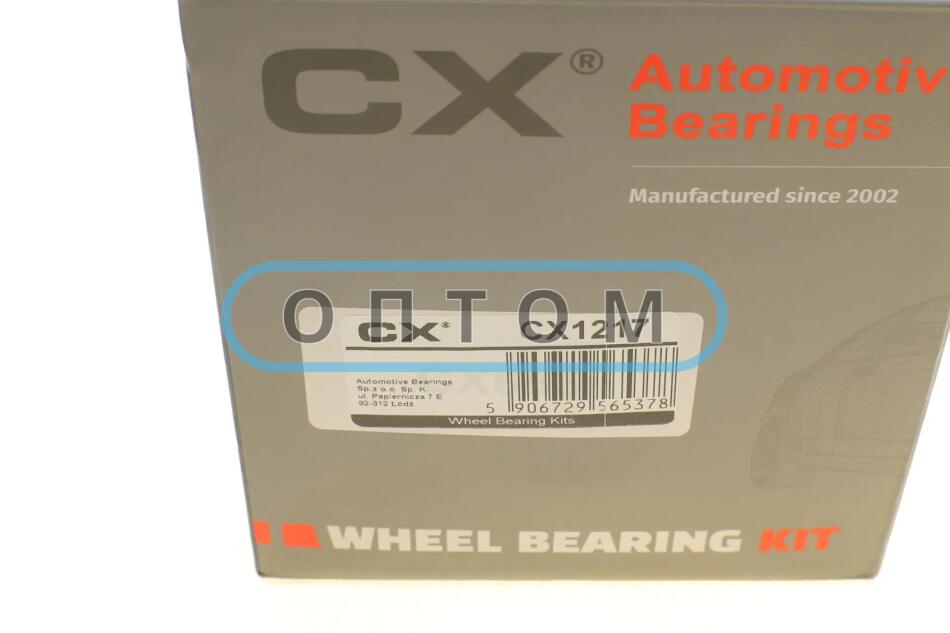 CX®
Automotiv
Bearings
Manufactured since 2002
ОПТОМ
CX® CX1217
Automotive Bearings
Sp.z o.o. Sp. K.
ul. Papiernicza 7 E
92-312 Łódź
5 906729 565378
Wheel Bearing Kits
WHEEL BEARING KIT